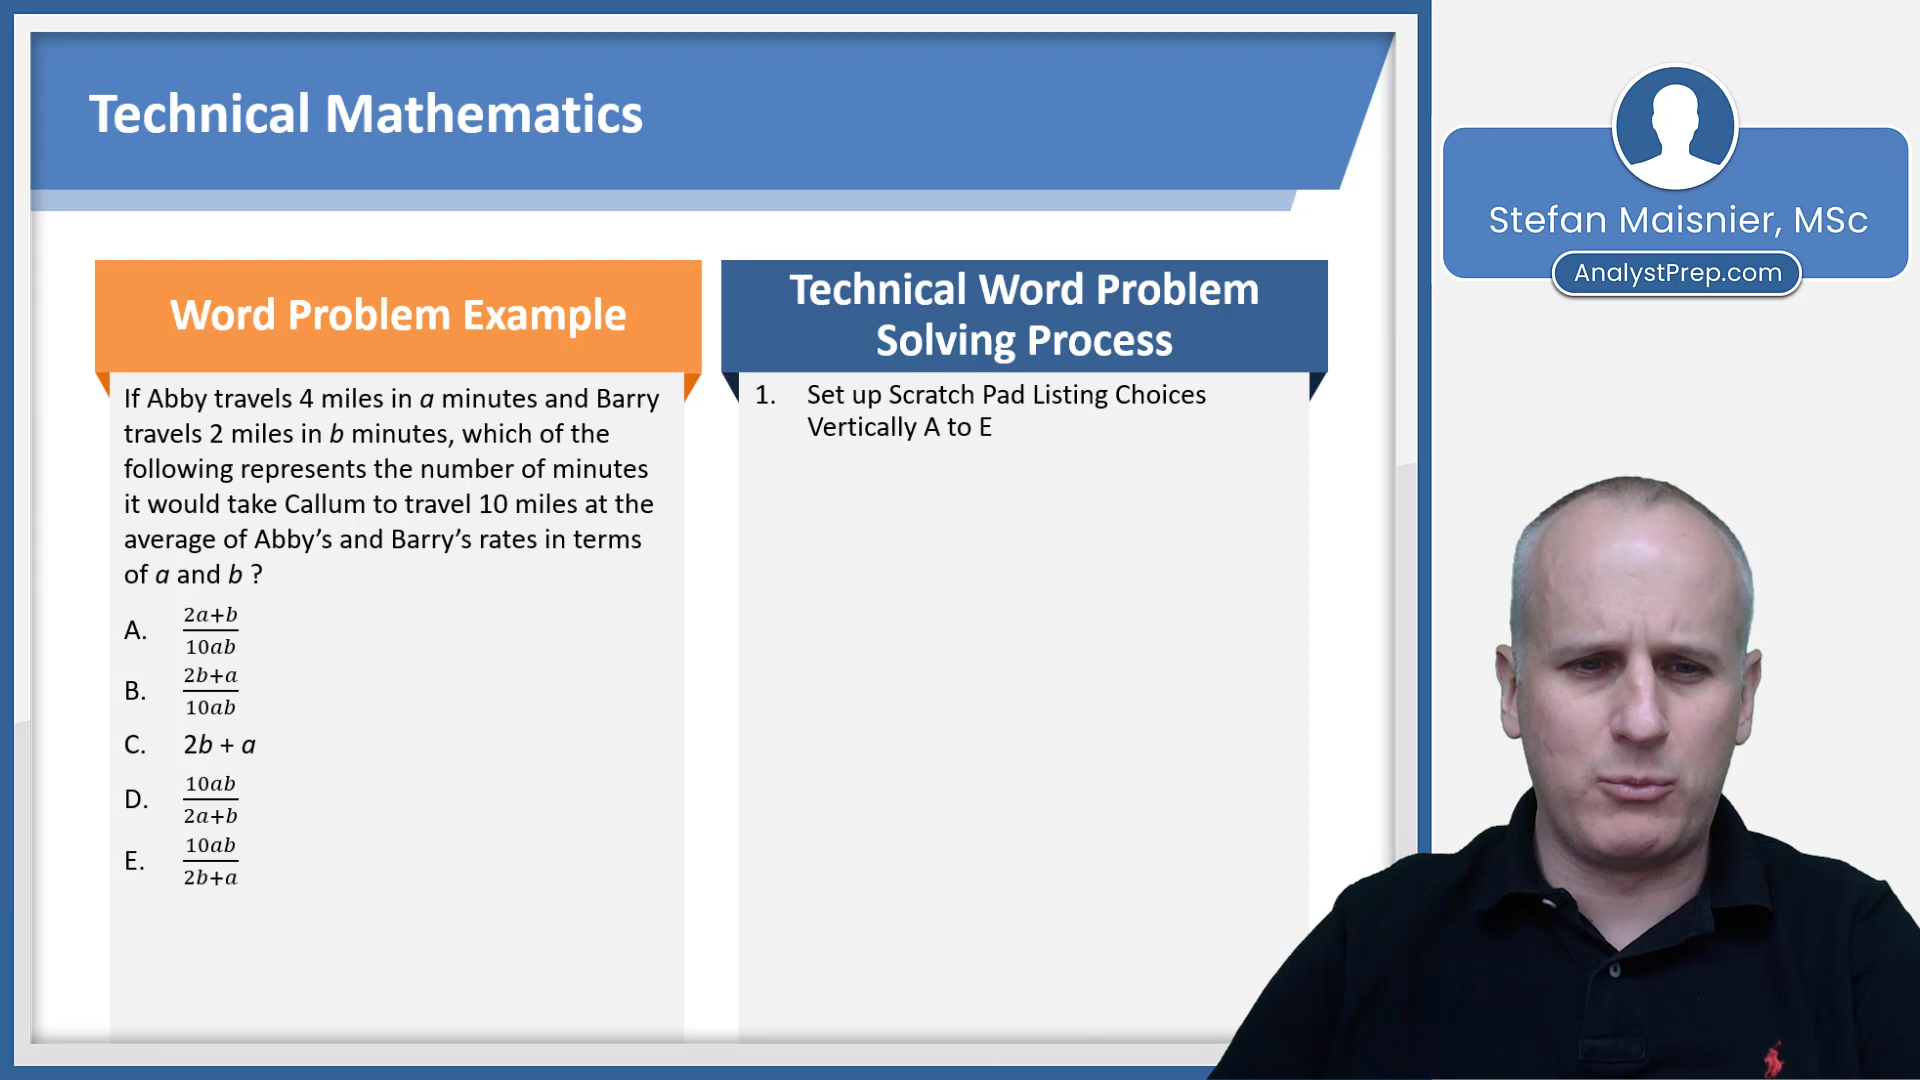 Technical Mathematics
Word Problem Example
If Abby travels 4 miles in a minutes and Barry
travels 2 miles in b minutes, which of the
following represents the number of minutes
it would take Callum to travel 10 miles at the
average of Abby’s and Barry’s rates in terms
of a and b ?
A. (2a+b)/(10ab)
B. (2b+a)/(10ab)
C. 2b + a
D. (10ab)/(2a+b)
E. (10ab)/(2b+a)
Technical Word Problem
Solving Process
1. Set up Scratch Pad Listing Choices
Vertically A to E
Stefan Maisnier, MSc
AnalystPrep.com